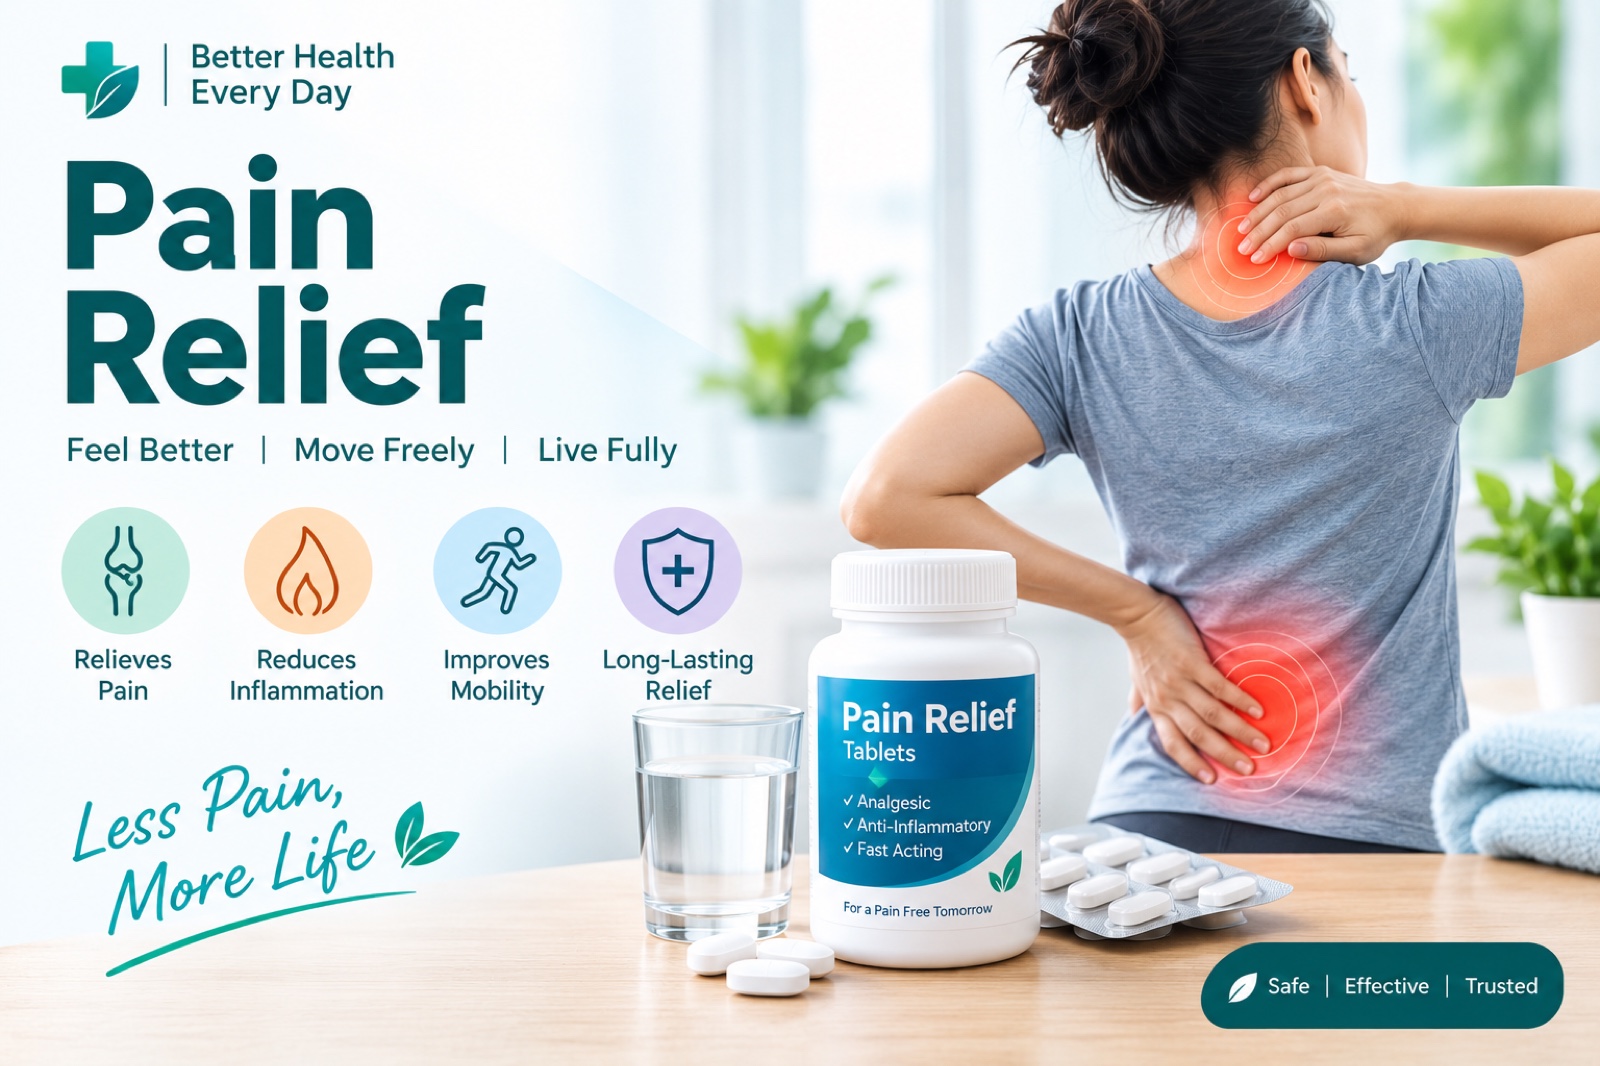 Better Health
Every Day
Pain
Relief
Feel Better | Move Freely | Live Fully
Relieves
Pain
Reduces
Inflammation
Improves
Mobility
Long-Lasting
Relief
Less Pain,
More Life
Pain Relief
Tablets
✓ Analgesic
✓ Anti-Inflammatory
✓ Fast Acting
For a Pain Free Tomorrow
Safe | Effective | Trusted